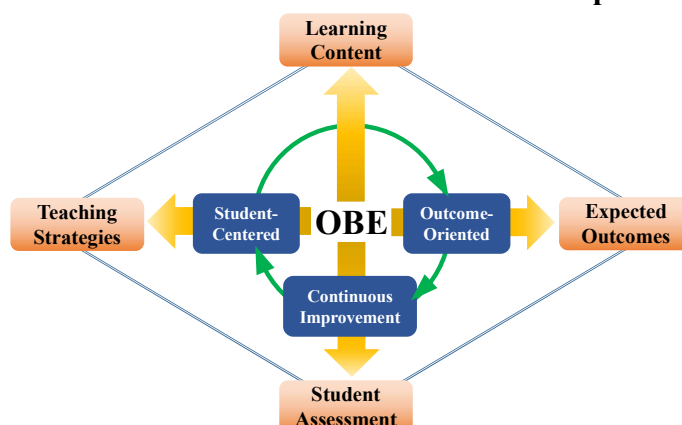 Learning
Content
Teaching
Strategies
Student-
Centered
OBE
Outcome-
Oriented
Expected
Outcomes
Continuous
Improvement
Student
Assessment